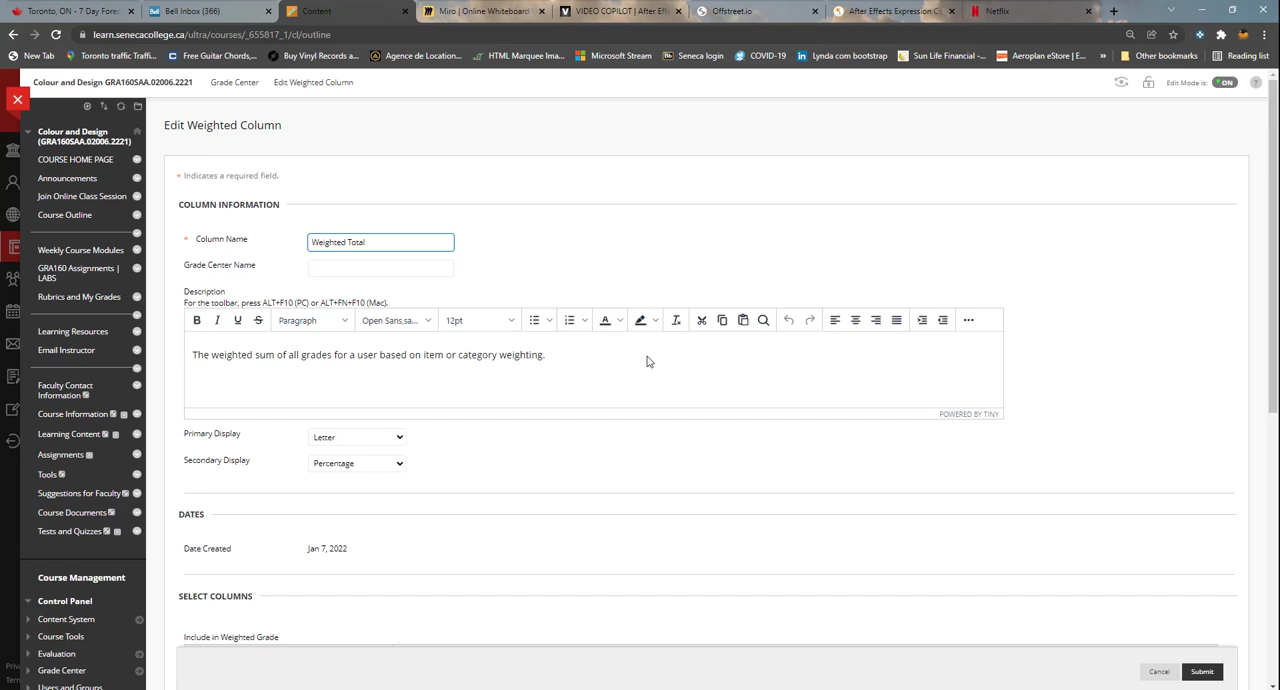 Toronto, ON - 7 Day Forec
Bell Inbox (366)
Content
Miro | Online Whiteboard
VIDEO COPILOT | After Eff
Offstreet.io
After Effects Expression Co
Netflix
learn.senecacollege.ca/ultra/courses/_655817_1/cl/outline
New Tab
Toronto traffic Traffi...
Free Guitar Chords,...
Buy Vinyl Records a...
Agence de Location...
HTML Marquee Ima...
Microsoft Stream
Seneca login
COVID-19
Lynda com bootstrap
Sun Life Financial -...
Aeroplan eStore | E...
»
Other bookmarks
Reading list
Colour and Design GRA160SAA.02006.2221
Grade Center
Edit Weighted Column
Edit Mode is:
ON
?
Colour and Design
(GRA160SAA.02006.2221)
COURSE HOME PAGE
Announcements
Join Online Class Session
Course Outline
Weekly Course Modules
GRA160 Assignments |
LABS
Rubrics and My Grades
Learning Resources
Email Instructor
Faculty Contact
Information
Course Information
Learning Content
Assignments
Tools
Suggestions for Faculty
Course Documents
Tests and Quizzes
Course Management
Control Panel
Content System
Course Tools
Evaluation
Grade Center
Users and Groups
Priva
Term
Edit Weighted Column
* Indicates a required field.
COLUMN INFORMATION
* Column Name
Weighted Total
Grade Center Name
Description
For the toolbar, press ALT+F10 (PC) or ALT+FN+F10 (Mac).
B I U S Paragraph Open Sans,sa... 12pt A
The weighted sum of all grades for a user based on item or category weighting.
POWERED BY TINY
Primary Display
Letter
Secondary Display
Percentage
DATES
Date Created
Jan 7, 2022
SELECT COLUMNS
Include in Weighted Grade
Cancel
Submit